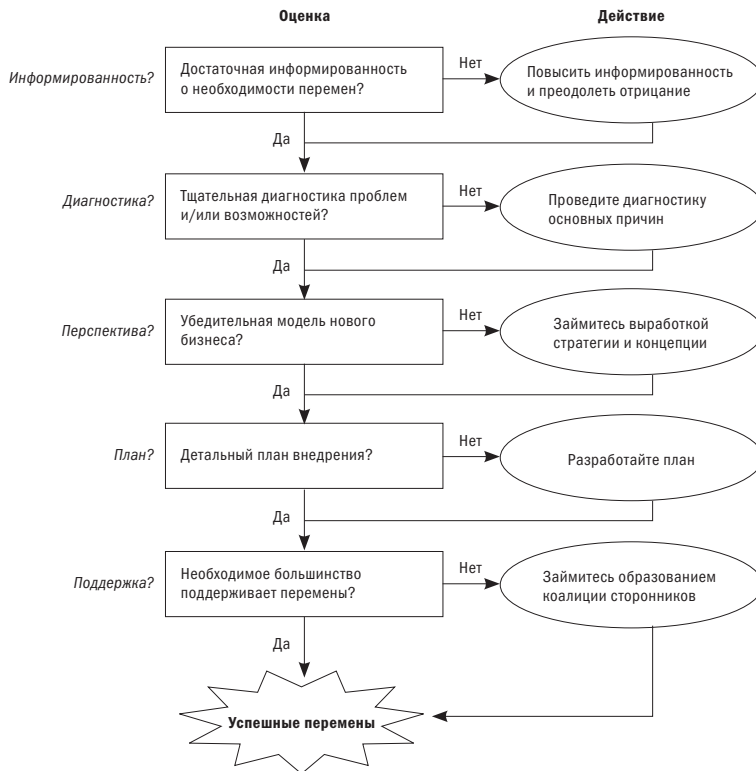 Оценка
Действие
Информированность?
Достаточная информированность
о необходимости перемен?
Нет
Повысить информированность
и преодолеть отрицание
Да
Диагностика?
Тщательная диагностика проблем
и/или возможностей?
Нет
Проведите диагностику
основных причин
Да
Перспектива?
Убедительная модель нового
бизнеса?
Нет
Займитесь выработкой
стратегии и концепции
Да
План?
Детальный план внедрения?
Нет
Разработайте план
Да
Поддержка?
Необходимое большинство
поддерживает перемены?
Нет
Займитесь образованием
коалиции сторонников
Да
Успешные перемены